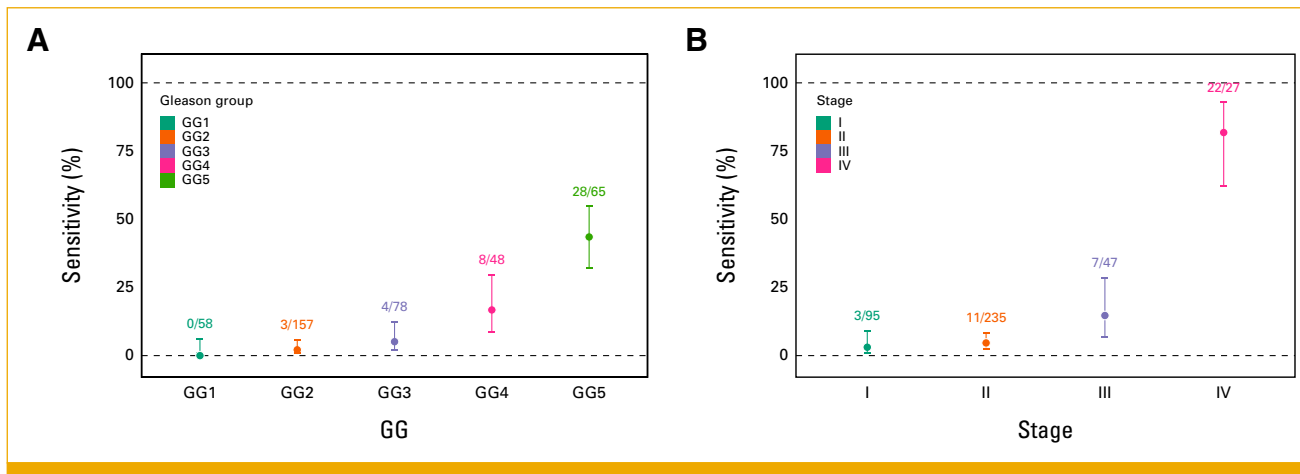 A
Sensitivity (%)
100
75
50
25
0
Gleason group
GG1
GG2
GG3
GG4
GG5
0/58
3/157
4/78
8/48
28/65
GG1 GG2 GG3 GG4 GG5
GG
B
Sensitivity (%)
100
75
50
25
0
Stage
I
II
III
IV
3/95
11/235
7/47
22/27
I II III IV
Stage